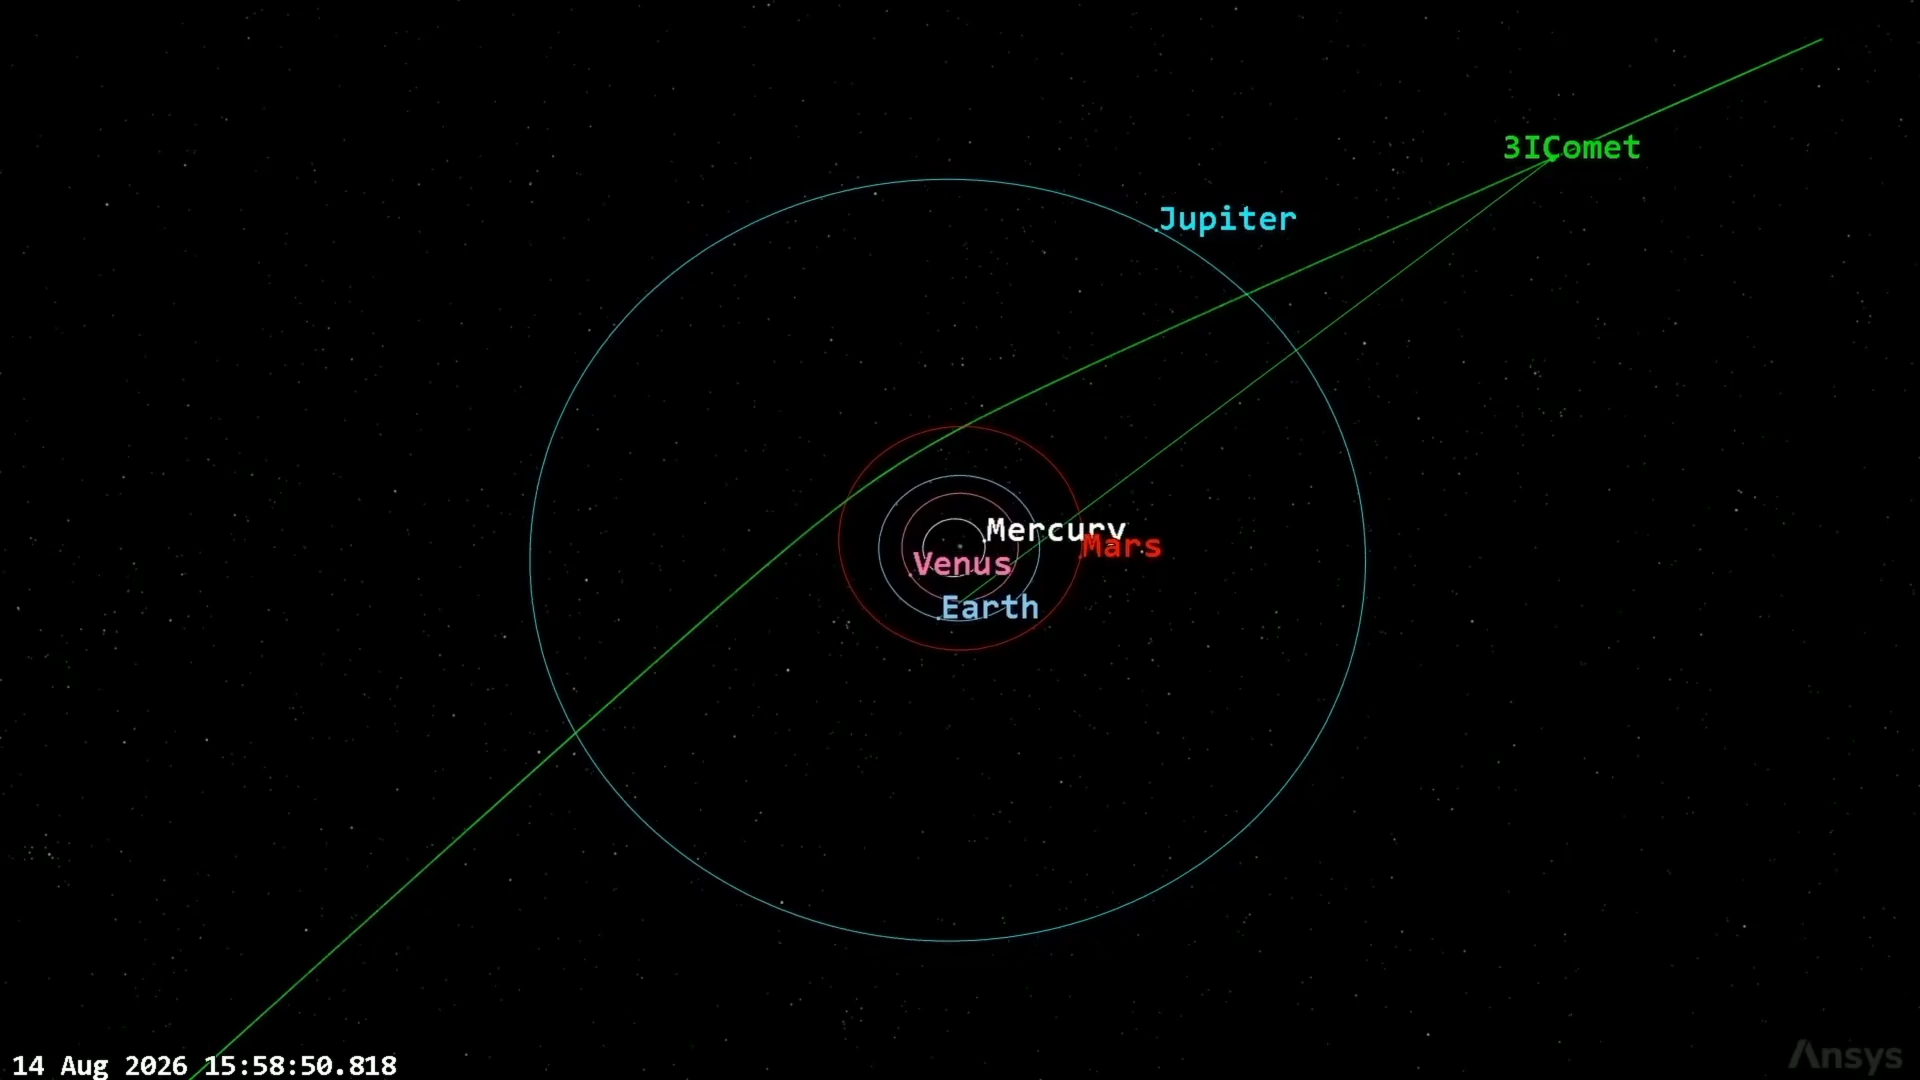 3IComet
Jupiter
Mercury
Mars
Venus
Earth
14 Aug 2026 15:58:50.818
Ansys